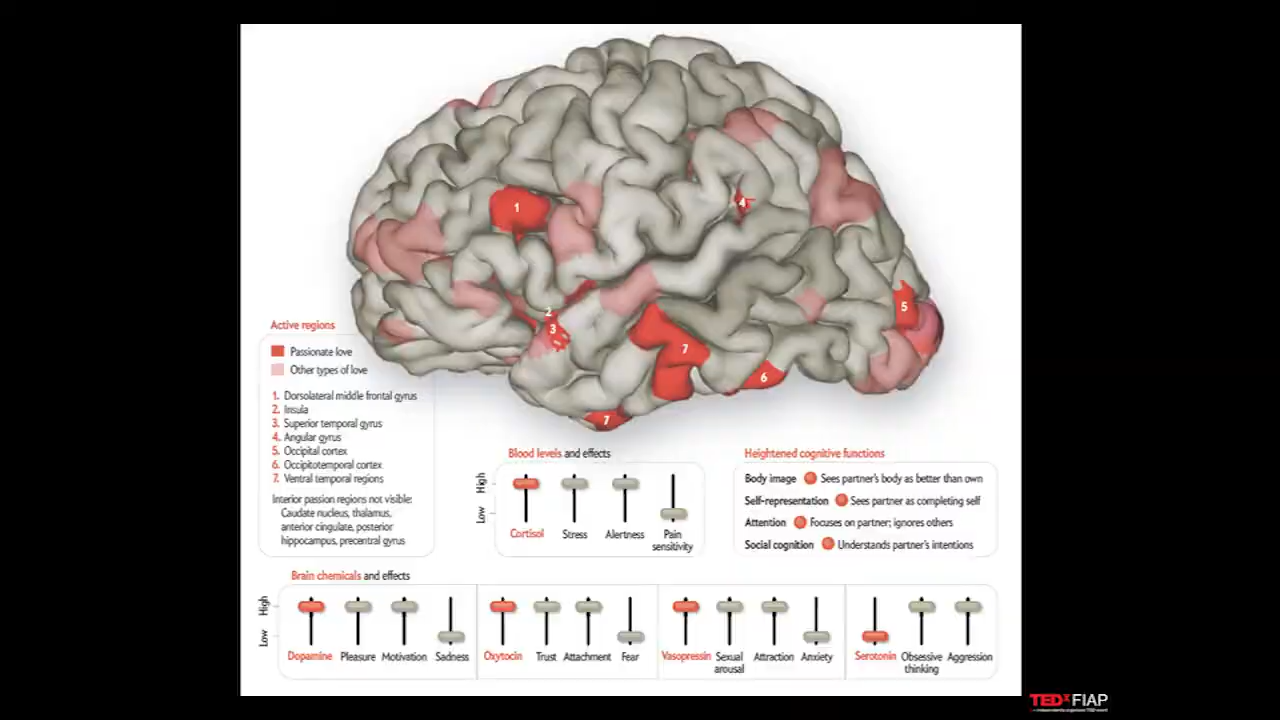 1
4
2
3
5
7
6
7
Active regions
Passionate love
Other types of love
1. Dorsolateral middle frontal gyrus
2. Insula
3. Superior temporal gyrus
4. Angular gyrus
5. Occipital cortex
6. Occipitotemporal cortex
7. Ventral temporal regions
Interior passion regions not visible:
Caudate nucleus, thalamus,
anterior cingulate, posterior
hippocampus, precentral gyrus
Blood levels and effects
High
Low
Cortisol
Stress
Alertness
Pain
sensitivity
Heightened cognitive functions
Body image Sees partner's body as better than own
Self-representation Sees partner as completing self
Attention Focuses on partner; ignores others
Social cognition Understands partner's intentions
Brain chemicals and effects
High
Low
Dopamine
Pleasure
Motivation
Sadness
Oxytocin
Trust
Attachment
Fear
Vasopressin
Sexual
arousal
Attraction
Anxiety
Serotonin
Obsessive
thinking
Aggression
TEDxFIAP